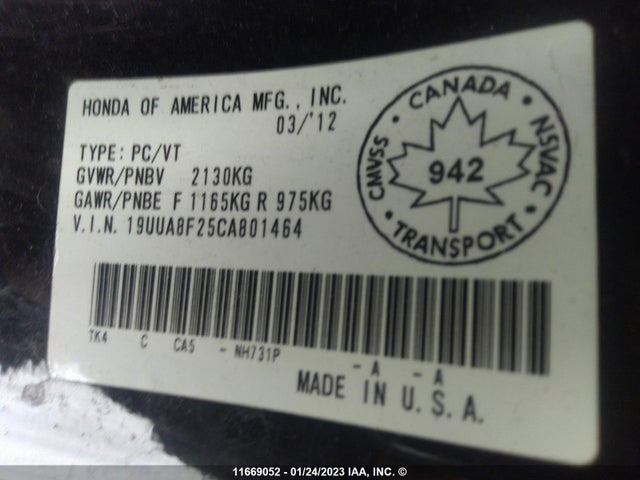 HONDA OF AMERICA MFG., INC.
03/'12
TYPE: PC/VT
GVWR/PNBV 2130KG
GAWR/PNBE F 1165KG R 975KG
V.I.N. 19UUA8F25CA801464
CANADA
CMVSS 942 NSVAC
TRANSPORT
TK4 C CA5 - NH731P - A - A
MADE IN U.S.A.
11669052 - 01/24/2023 IAA, INC. ©